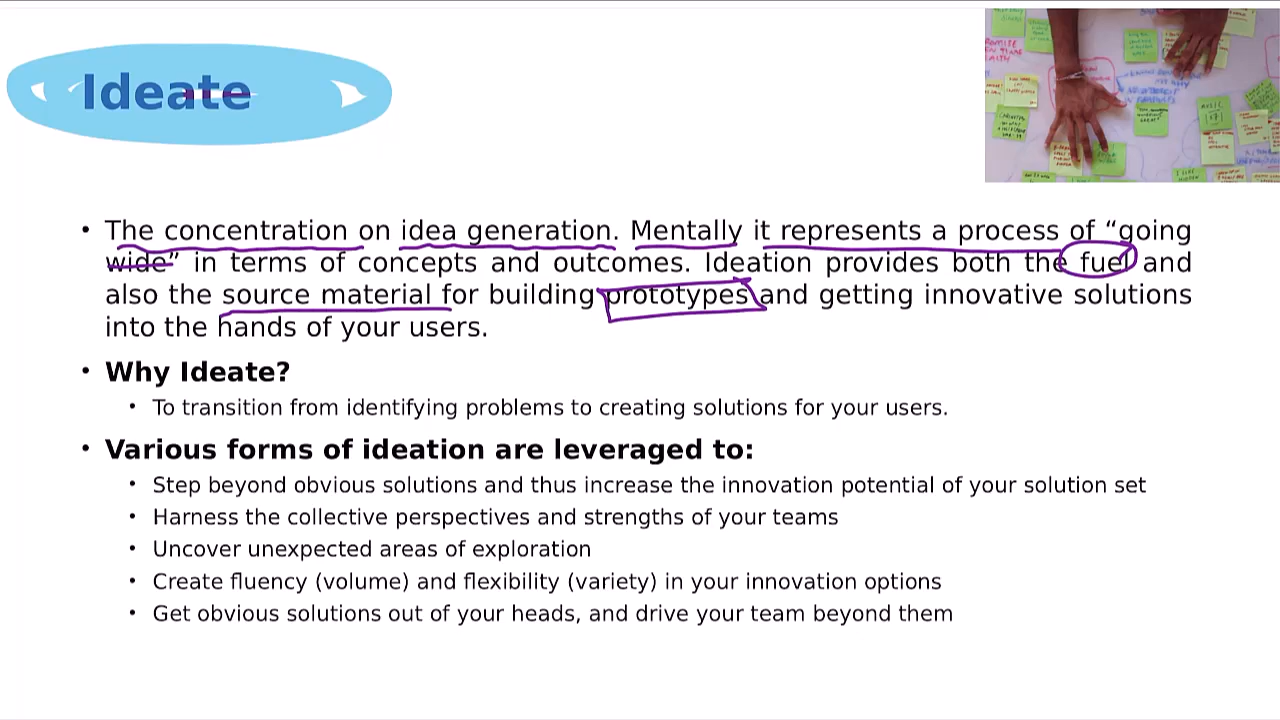 Ideate
• The concentration on idea generation. Mentally it represents a process of “going
wide” in terms of concepts and outcomes. Ideation provides both the fuel and
also the source material for building prototypes and getting innovative solutions
into the hands of your users.
• Why Ideate?
• To transition from identifying problems to creating solutions for your users.
• Various forms of ideation are leveraged to:
• Step beyond obvious solutions and thus increase the innovation potential of your solution set
• Harness the collective perspectives and strengths of your teams
• Uncover unexpected areas of exploration
• Create fluency (volume) and flexibility (variety) in your innovation options
• Get obvious solutions out of your heads, and drive your team beyond them